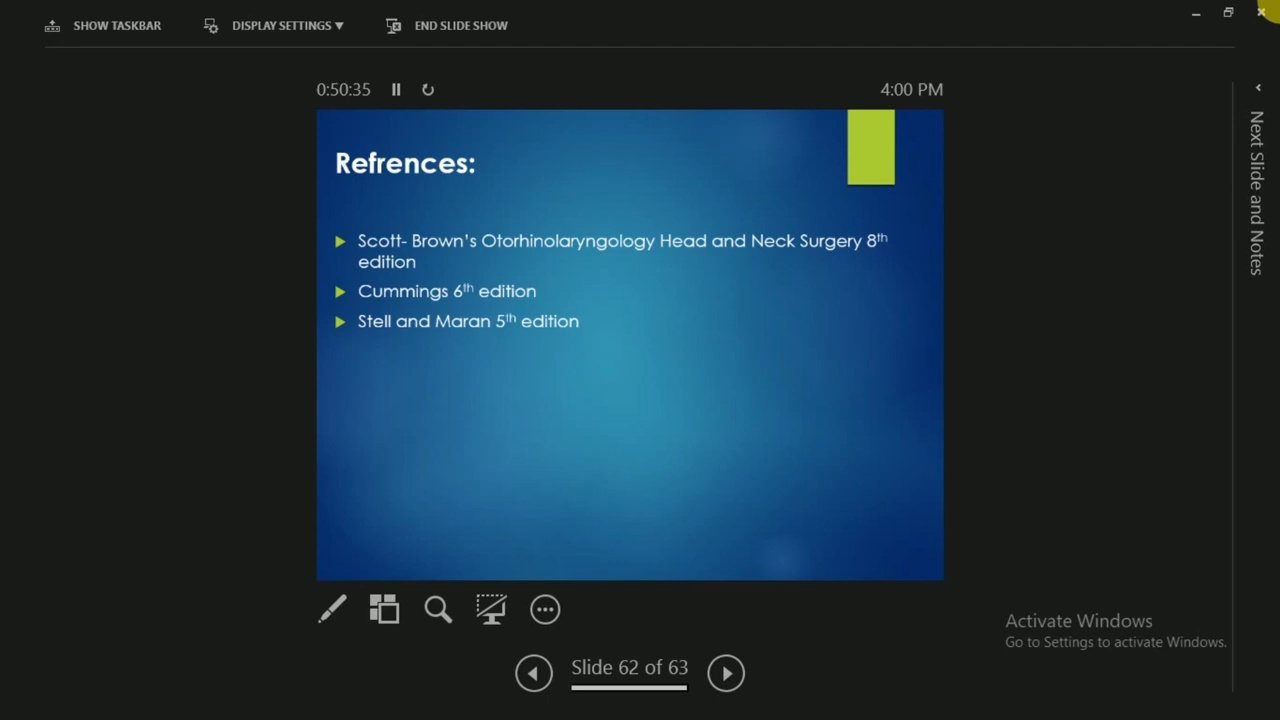 SHOW TASKBAR DISPLAY SETTINGS ▼ END SLIDE SHOW
0:50:35 4:00 PM
Refrences:
Scott- Brown's Otorhinolaryngology Head and Neck Surgery 8th
edition
Cummings 6th edition
Stell and Maran 5th edition
Next Slide and Notes
Activate Windows
Go to Settings to activate Windows.
Slide 62 of 63